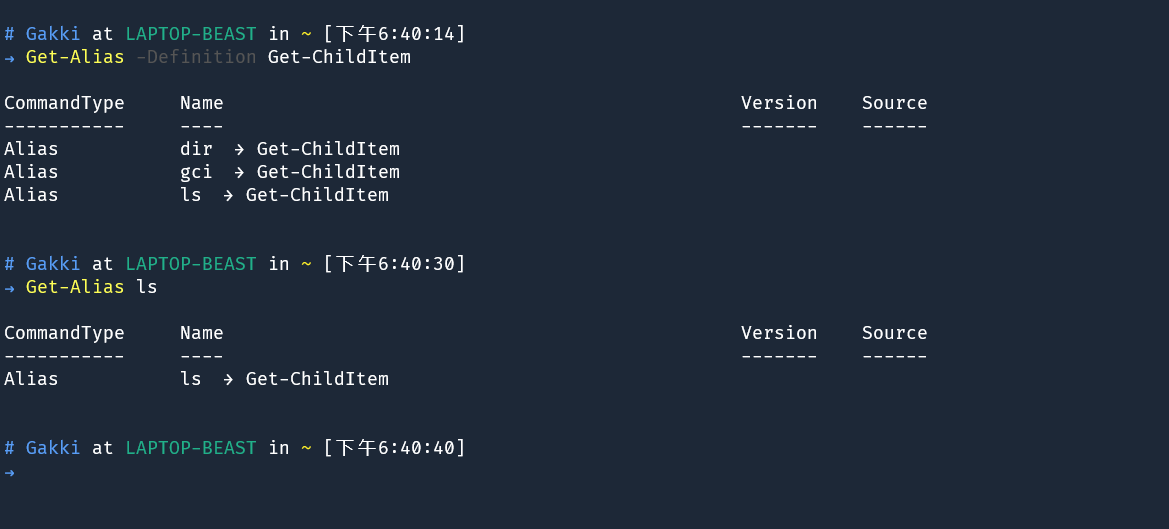 # Gakki at LAPTOP-BEAST in ~ [下午6:40:14]
→ Get-Alias -Definition Get-ChildItem
CommandType     Name                                               Version    Source
-----------     ----                                               -------    ------
Alias           dir -> Get-ChildItem
Alias           gci -> Get-ChildItem
Alias           ls -> Get-ChildItem
# Gakki at LAPTOP-BEAST in ~ [下午6:40:30]
→ Get-Alias ls
CommandType     Name                                               Version    Source
-----------     ----                                               -------    ------
Alias           ls -> Get-ChildItem
# Gakki at LAPTOP-BEAST in ~ [下午6:40:40]
→